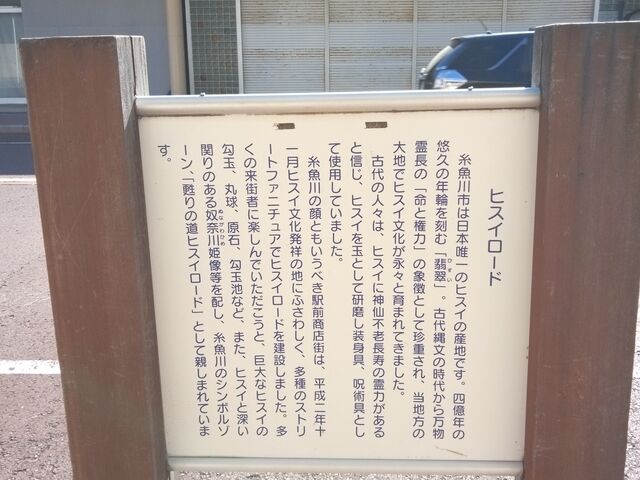 ヒスイロード
糸魚川市は日本唯一のヒスイの産地です。四億年の
悠久の年輪を刻む「翡翠」。古代縄文の時代から万物
ひすい
霊長の「命と権力」の象徴として珍重され、当地方の
大地でヒスイ文化が永々と育まれてきました。
古代の人々は、ヒスイに神仙不老長寿の霊力がある
と信じ、ヒスイを玉として研磨し装身具、呪術具とし
て使用していました。
糸魚川の顔ともいうべき駅前商店街は、平成二年十
一月ヒスイ文化発祥の地にふさわしく、多種のストリ
ートファニチュアでヒスイロードを建設しました。多
くの来街者に楽しんでいただこうと、巨大なヒスイの
勾玉、丸球、原石、勾玉池など、また、ヒスイと深い
関りのある奴奈川姫像等を配し、糸魚川のシンボルゾ
ぬながわひめ
ーン、「甦りの道ヒスイロード」として親しまれていま
す。